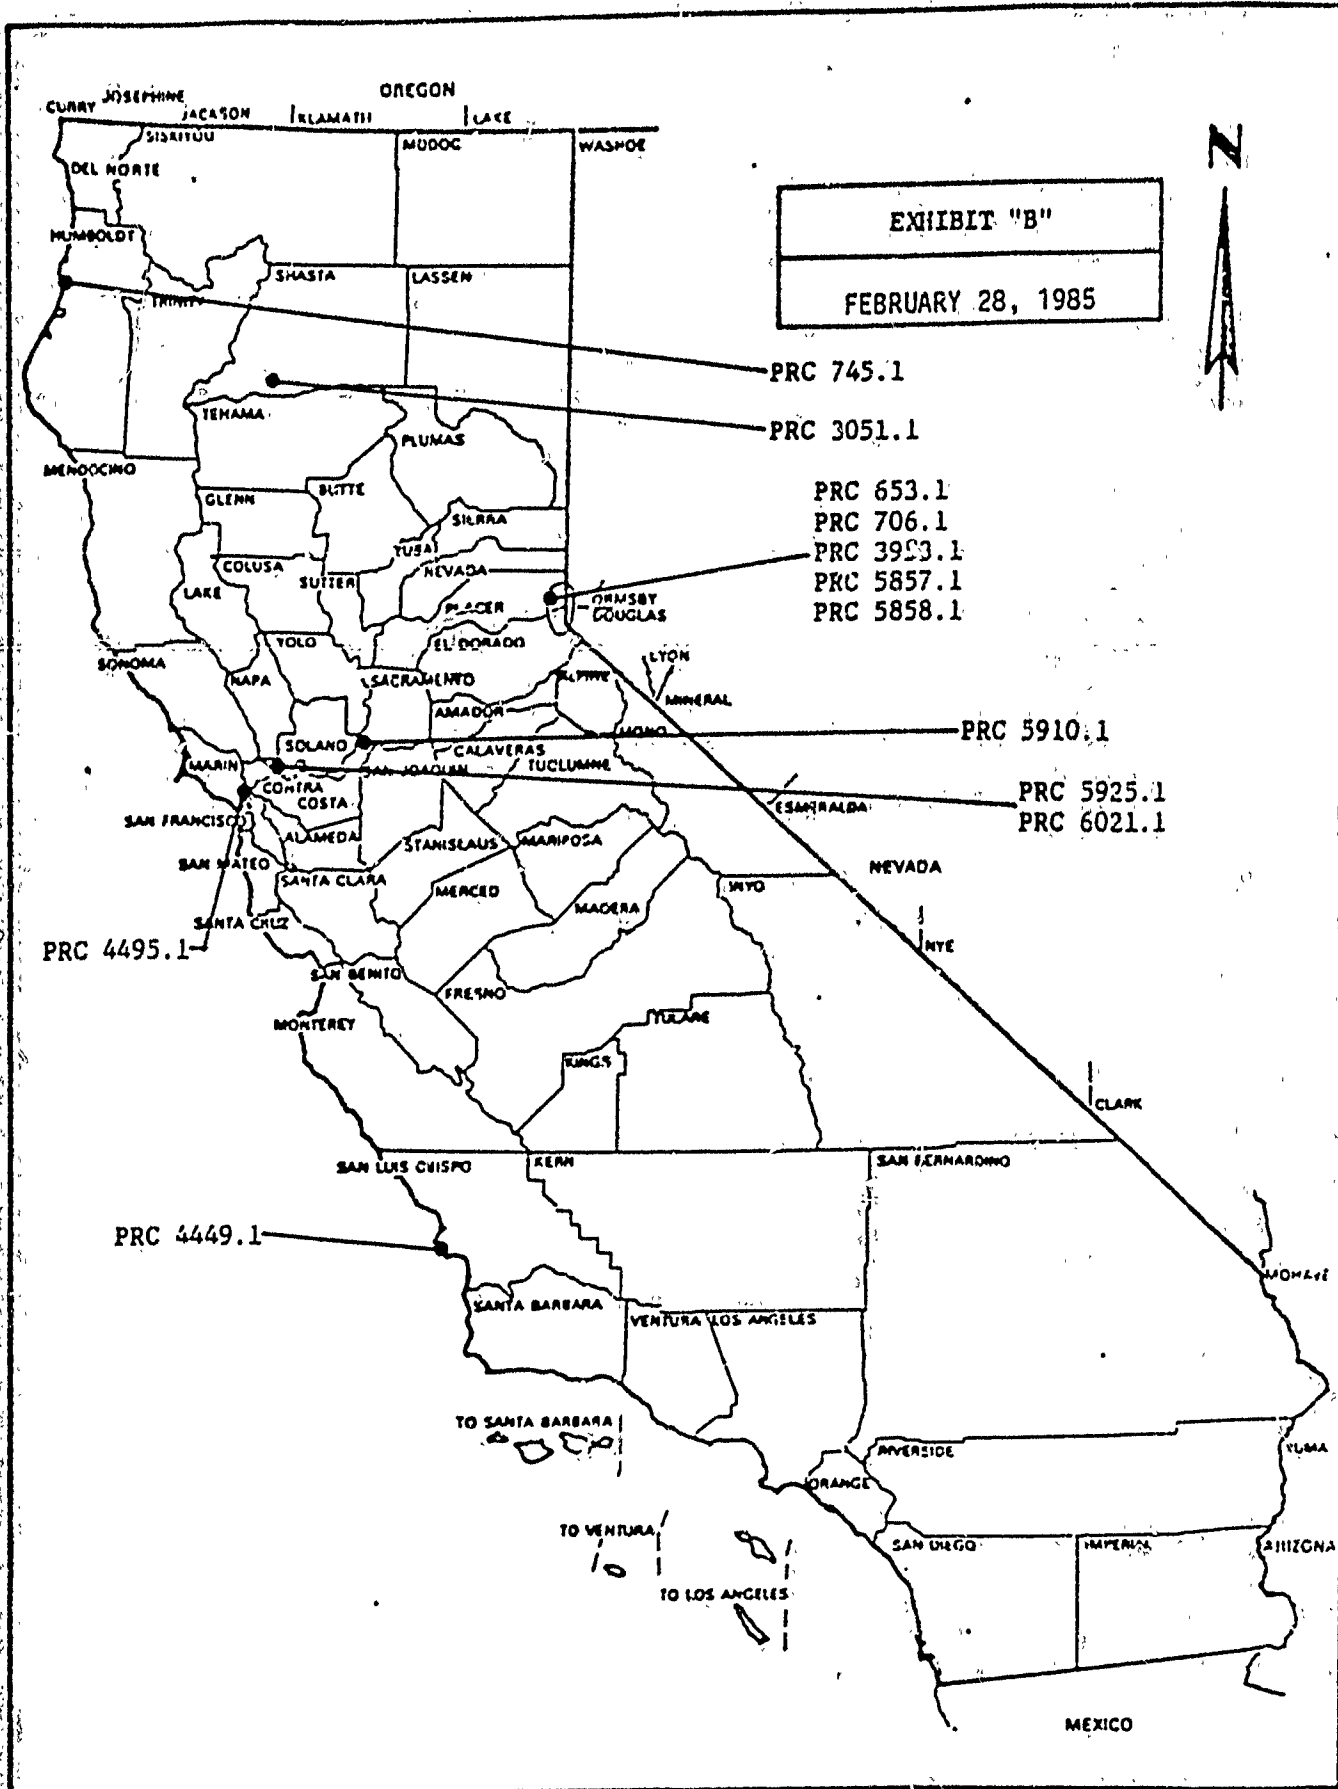 OREGON
CURRY
JOSEPHINE
JACKSON
KLAMATH
LAKE
SISKIYOU
MODOC
WASHOE
DEL NORTE
HUMBOLDT
EXHIBIT "B"
FEBRUARY 28, 1985
N
SHASTA
LASSEN
TRINITY
PRC 745.1
TEHAMA
PRC 3051.1
PLUMAS
MENDOCINO
GLENN
BUTTE
SIERRA
PRC 653.1
PRC 706.1
PRC 5857.1
PRC 5858.1
COLUSA
YUBA
NEVADA
LAKE
SUTTER
PLACER
ORMSBY
DOUGLAS
YOLO
EL DORADO
SONOMA
NAPA
SACRAMENTO
ALPINE
LYON
MINERAL
AMADOR
SOLANO
CALAVERAS
MONO
PRC 5910.1
MARIN
SAN JOAQUIN
TUCLUMNE
CONTRA
COSTA
ESMERALDA
PRC 5925.1
PRC 6021.1
SAN FRANCISCO
ALAMEDA
STANISLAUS
MARIPOSA
SAN MATEO
SANTA CLARA
MERCED
INYO
NEVADA
SANTA CRUZ
MADERA
PRC 4495.1
NYE
SAN BENITO
FRESNO
MONTEREY
TULARE
KINGS
CLARK
SAN LUIS OBISPO
KERN
SAN BERNARDINO
PRC 4449.1
MOHAVE
SANTA BARBARA
VENTURA
LOS ANGELES
TO SANTA BARBARA
RIVERSIDE
YUMA
ORANGE
TO VENTURA
SAN DIEGO
IMPERIAL
ARIZONA
TO LOS ANGELES
MEXICO